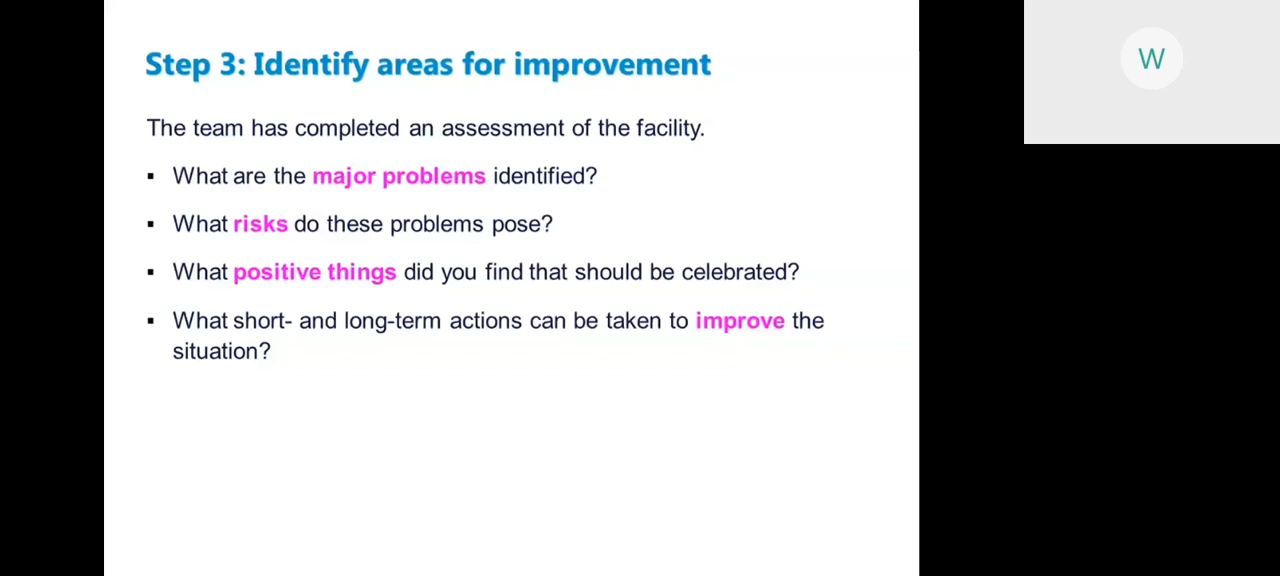 Step 3: Identify areas for improvement
W
The team has completed an assessment of the facility.
▪ What are the major problems identified?
▪ What risks do these problems pose?
▪ What positive things did you find that should be celebrated?
▪ What short- and long-term actions can be taken to improve the
situation?